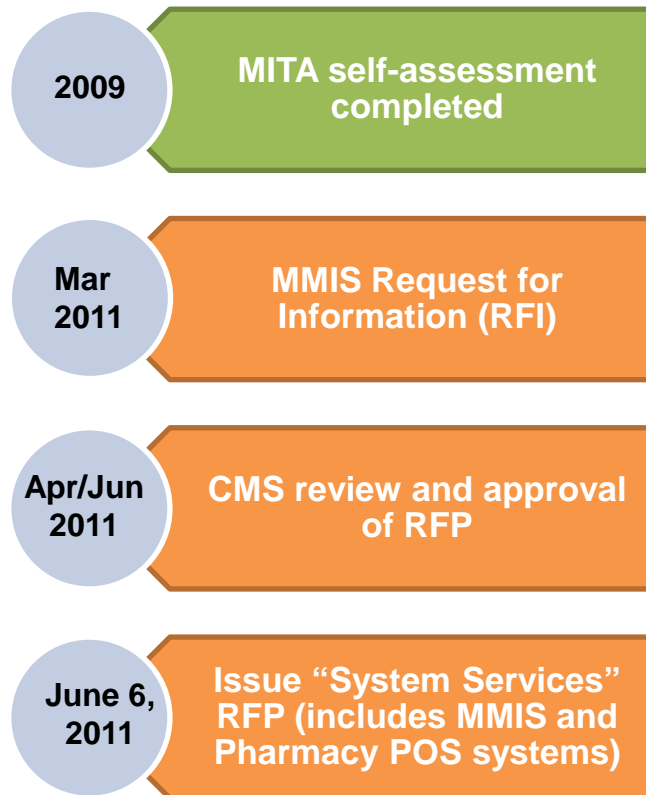 2009
MITA self-assessment
completed
Mar
2011
MMIS Request for
Information (RFI)
Apr/Jun
2011
CMS review and approval
of RFP
June 6,
2011
Issue “System Services”
RFP (includes MMIS and
Pharmacy POS systems)